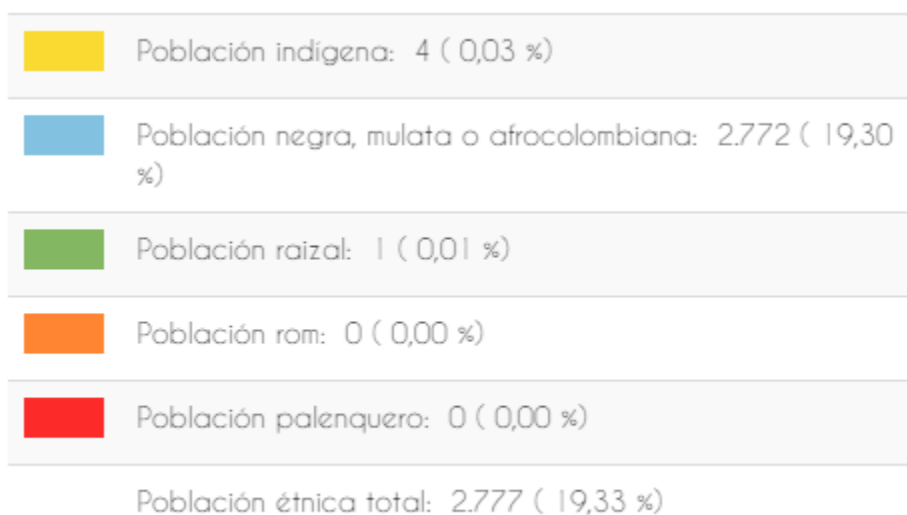 Población indígena: 4 ( 0,03 %)
Población negra, mulata o afrocolombiana: 2.772 ( 19,30
%)
Población raizal: 1 ( 0,01 %)
Población rom: 0 ( 0,00 %)
Población palenquero: 0 ( 0,00 %)
Población étnica total: 2.777 ( 19,33 %)